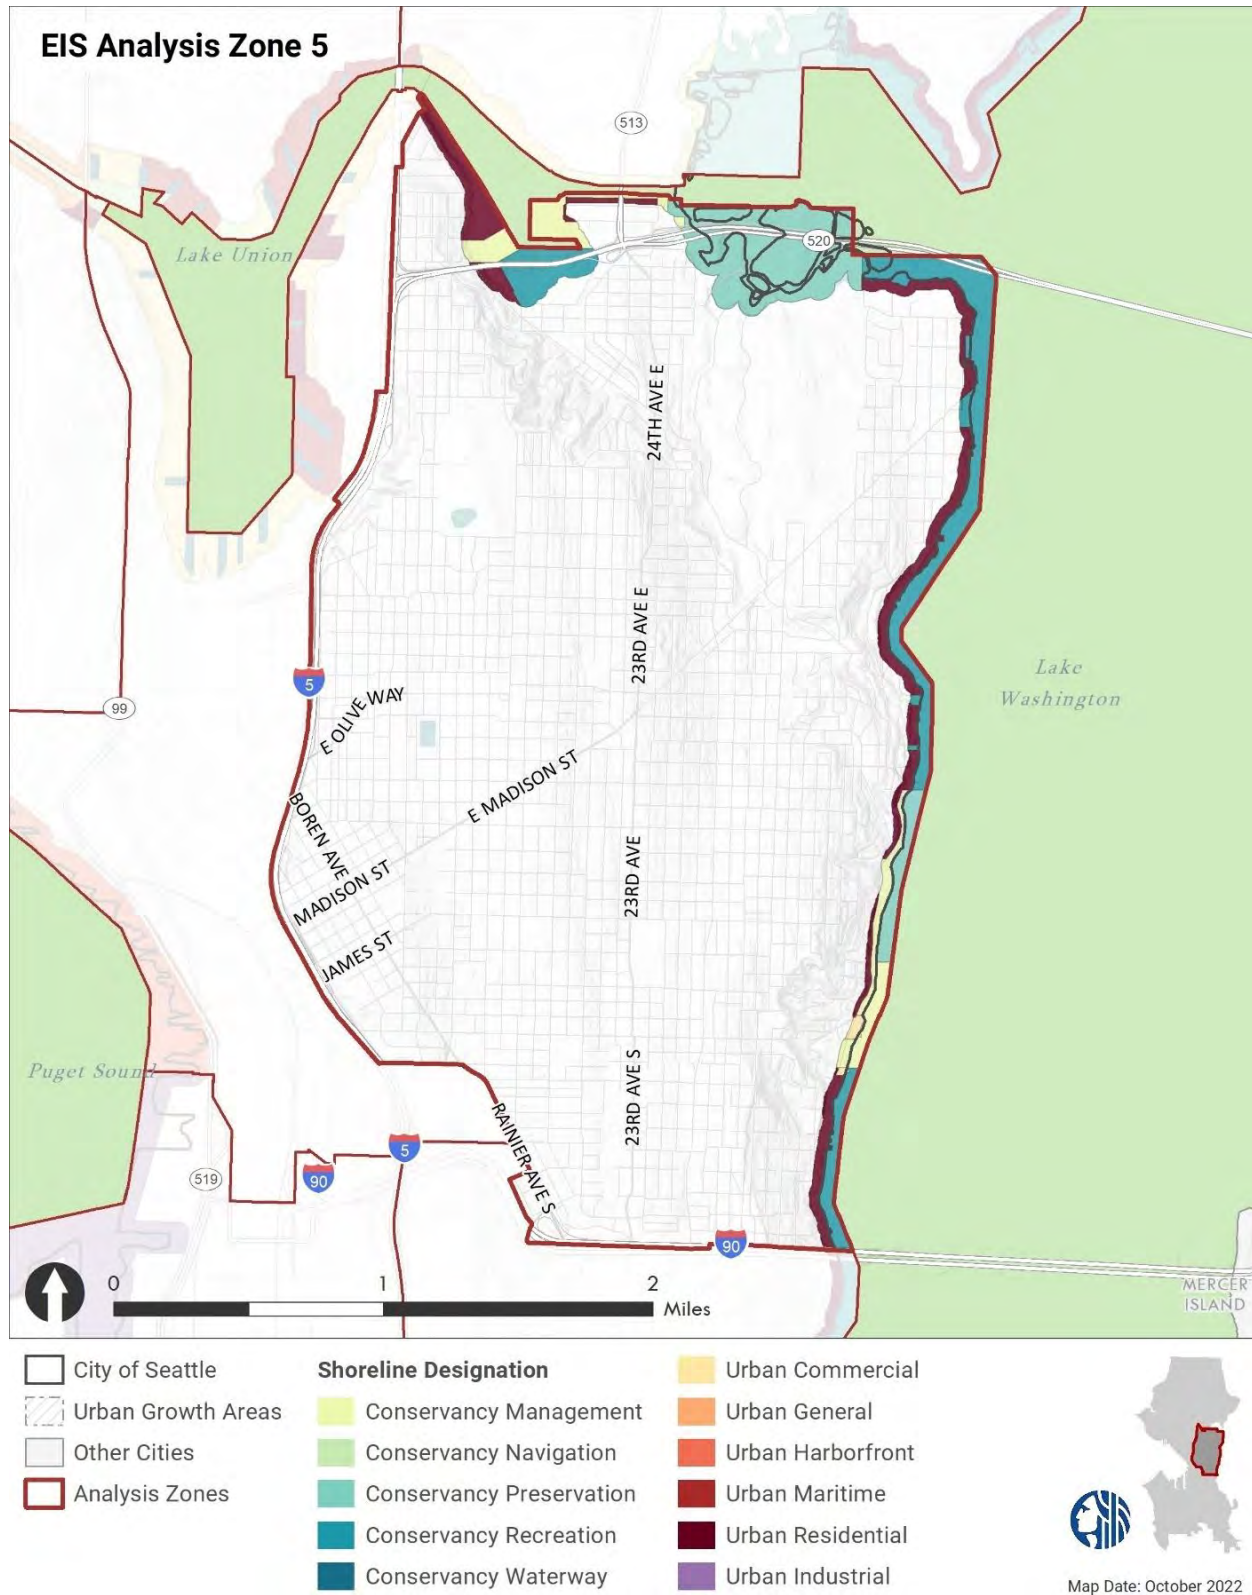 EIS Analysis Zone 5
513
Lake Union
520
24TH AVE E
23RD AVE E
Lake
Washington
5
99
E OLIVE WAY
E MADISON ST
BOREN AVE
MADISON ST
23RD AVE
JAMES ST
Puget Sound
23RD AVE S
RAINIER AVE S
5
519
90
90
0 1 2
Miles
MERCER
ISLAND
City of Seattle
Urban Growth Areas
Other Cities
Analysis Zones
Shoreline Designation
Conservancy Management
Conservancy Navigation
Conservancy Preservation
Conservancy Recreation
Conservancy Waterway
Urban Commercial
Urban General
Urban Harborfront
Urban Maritime
Urban Residential
Urban Industrial
Map Date: October 2022